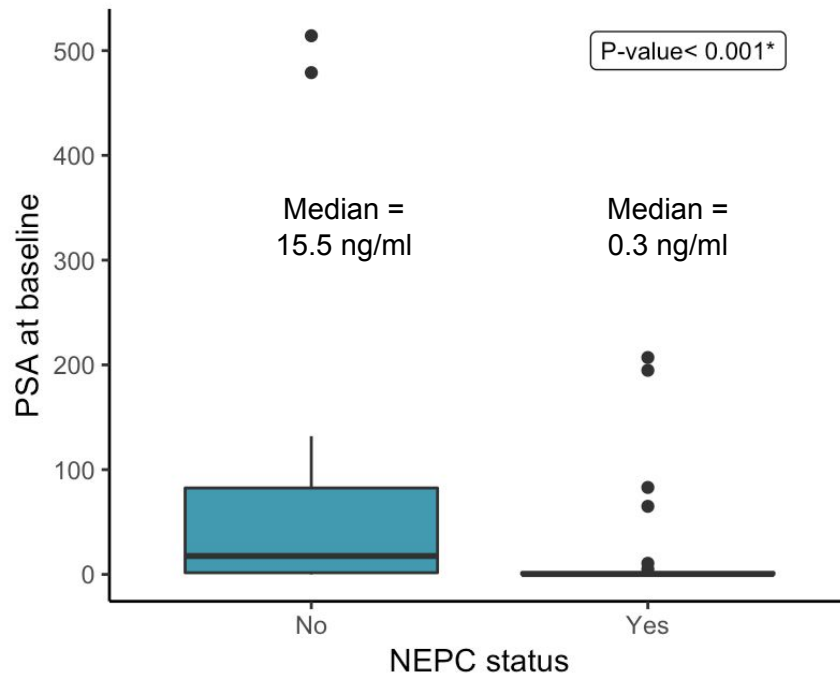 500
P-value< 0.001*
400
Median =
15.5 ng/ml
Median =
0.3 ng/ml
300
200
100
0
PSA at baseline
No
Yes
NEPC status